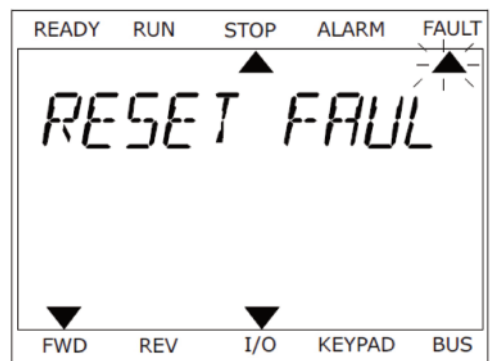 READY RUN STOP ALARM FAULT
RESET FAUL
FWD REV I/O KEYPAD BUS